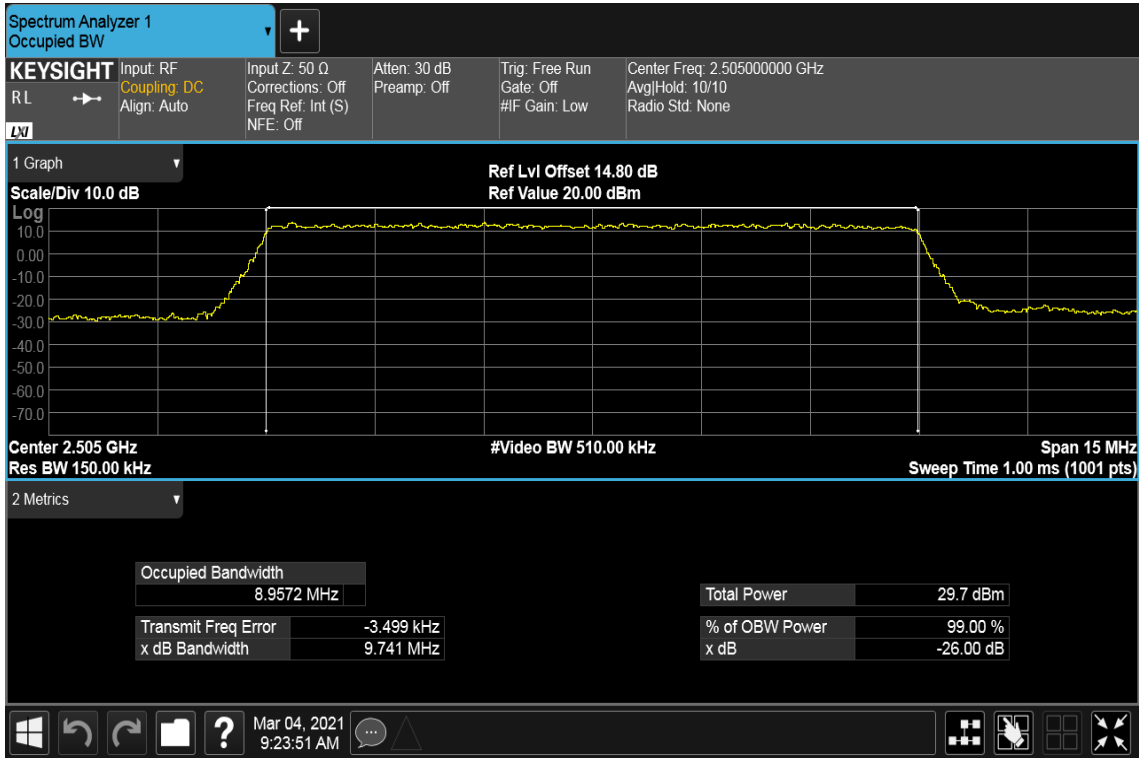 Spectrum Analyzer 1
Occupied BW
KEYSIGHT
R L
LXI
Input: RF
Coupling: DC
Align: Auto
Input Z: 50 Ω
Corrections: Off
Freq Ref: Int (S)
NFE: Off
Atten: 30 dB
Preamp: Off
Trig: Free Run
Gate: Off
#IF Gain: Low
Center Freq: 2.505000000 GHz
Avg|Hold: 10/10
Radio Std: None
1 Graph
Scale/Div 10.0 dB
Ref Lvl Offset 14.80 dB
Ref Value 20.00 dBm
Log
10.0
0.00
-10.0
-20.0
-30.0
-40.0
-50.0
-60.0
-70.0
Center 2.505 GHz
#Video BW 510.00 kHz
Span 15 MHz
Res BW 150.00 kHz
Sweep Time 1.00 ms (1001 pts)
2 Metrics
Occupied Bandwidth
8.9572 MHz
Transmit Freq Error -3.499 kHz
x dB Bandwidth 9.741 MHz
Total Power 29.7 dBm
% of OBW Power 99.00 %
x dB -26.00 dB
Mar 04, 2021
9:23:51 AM